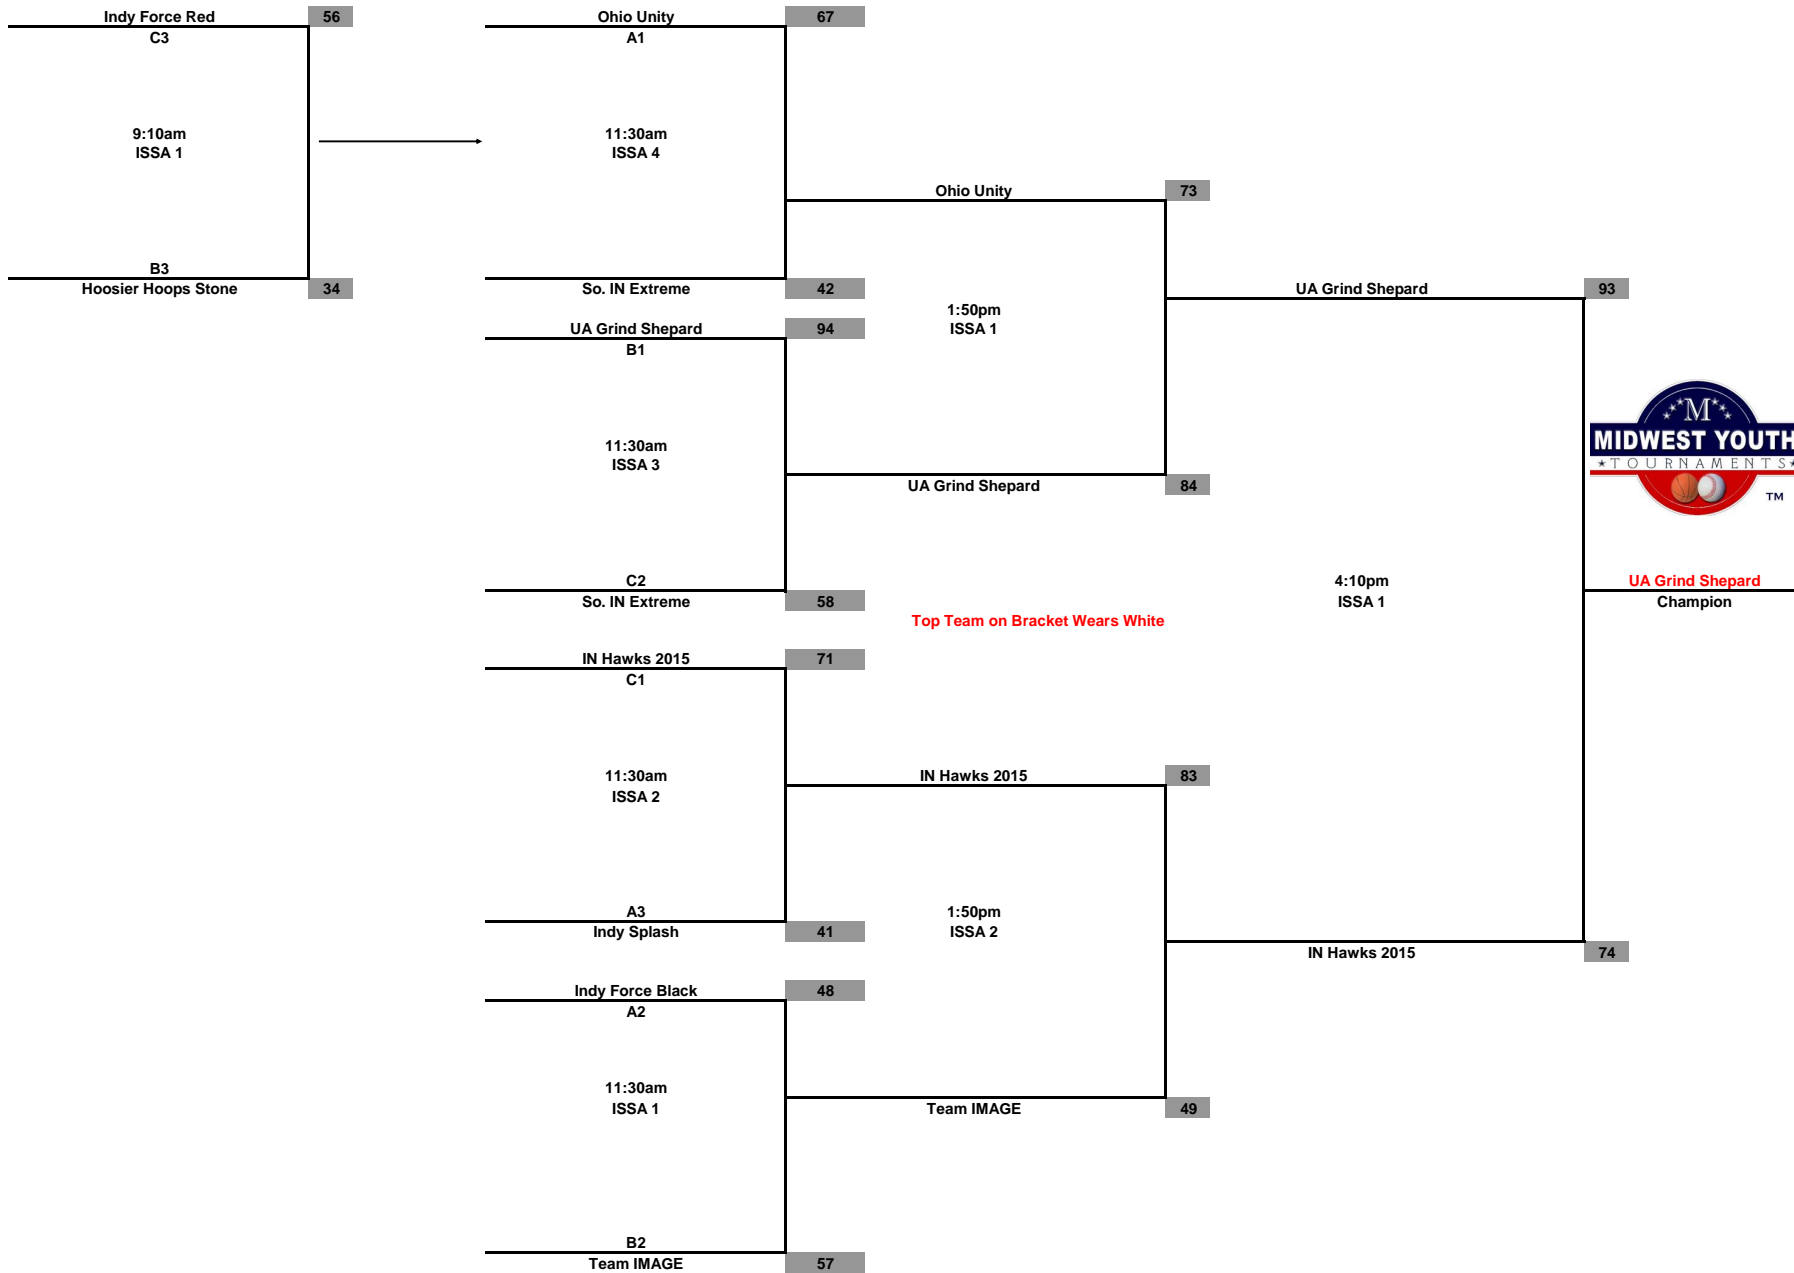 Indy Force Red 56
C3
9:10am
ISSA 1
B3
Hoosier Hoops Stone 34
Ohio Unity 67
A1
11:30am
ISSA 4
So. IN Extreme 42
UA Grind Shepard 94
B1
11:30am
ISSA 3
C2
So. IN Extreme 58
IN Hawks 2015 71
C1
11:30am
ISSA 2
A3
Indy Splash 41
Indy Force Black 48
A2
11:30am
ISSA 1
B2
Team IMAGE 57
Ohio Unity 73
1:50pm
ISSA 1
UA Grind Shepard 84
Top Team on Bracket Wears White
IN Hawks 2015 83
1:50pm
ISSA 2
Team IMAGE 49
UA Grind Shepard 93
4:10pm
ISSA 1
IN Hawks 2015 74
M
MIDWEST YOUTH
TOURNAMENTS
TM
UA Grind Shepard
Champion